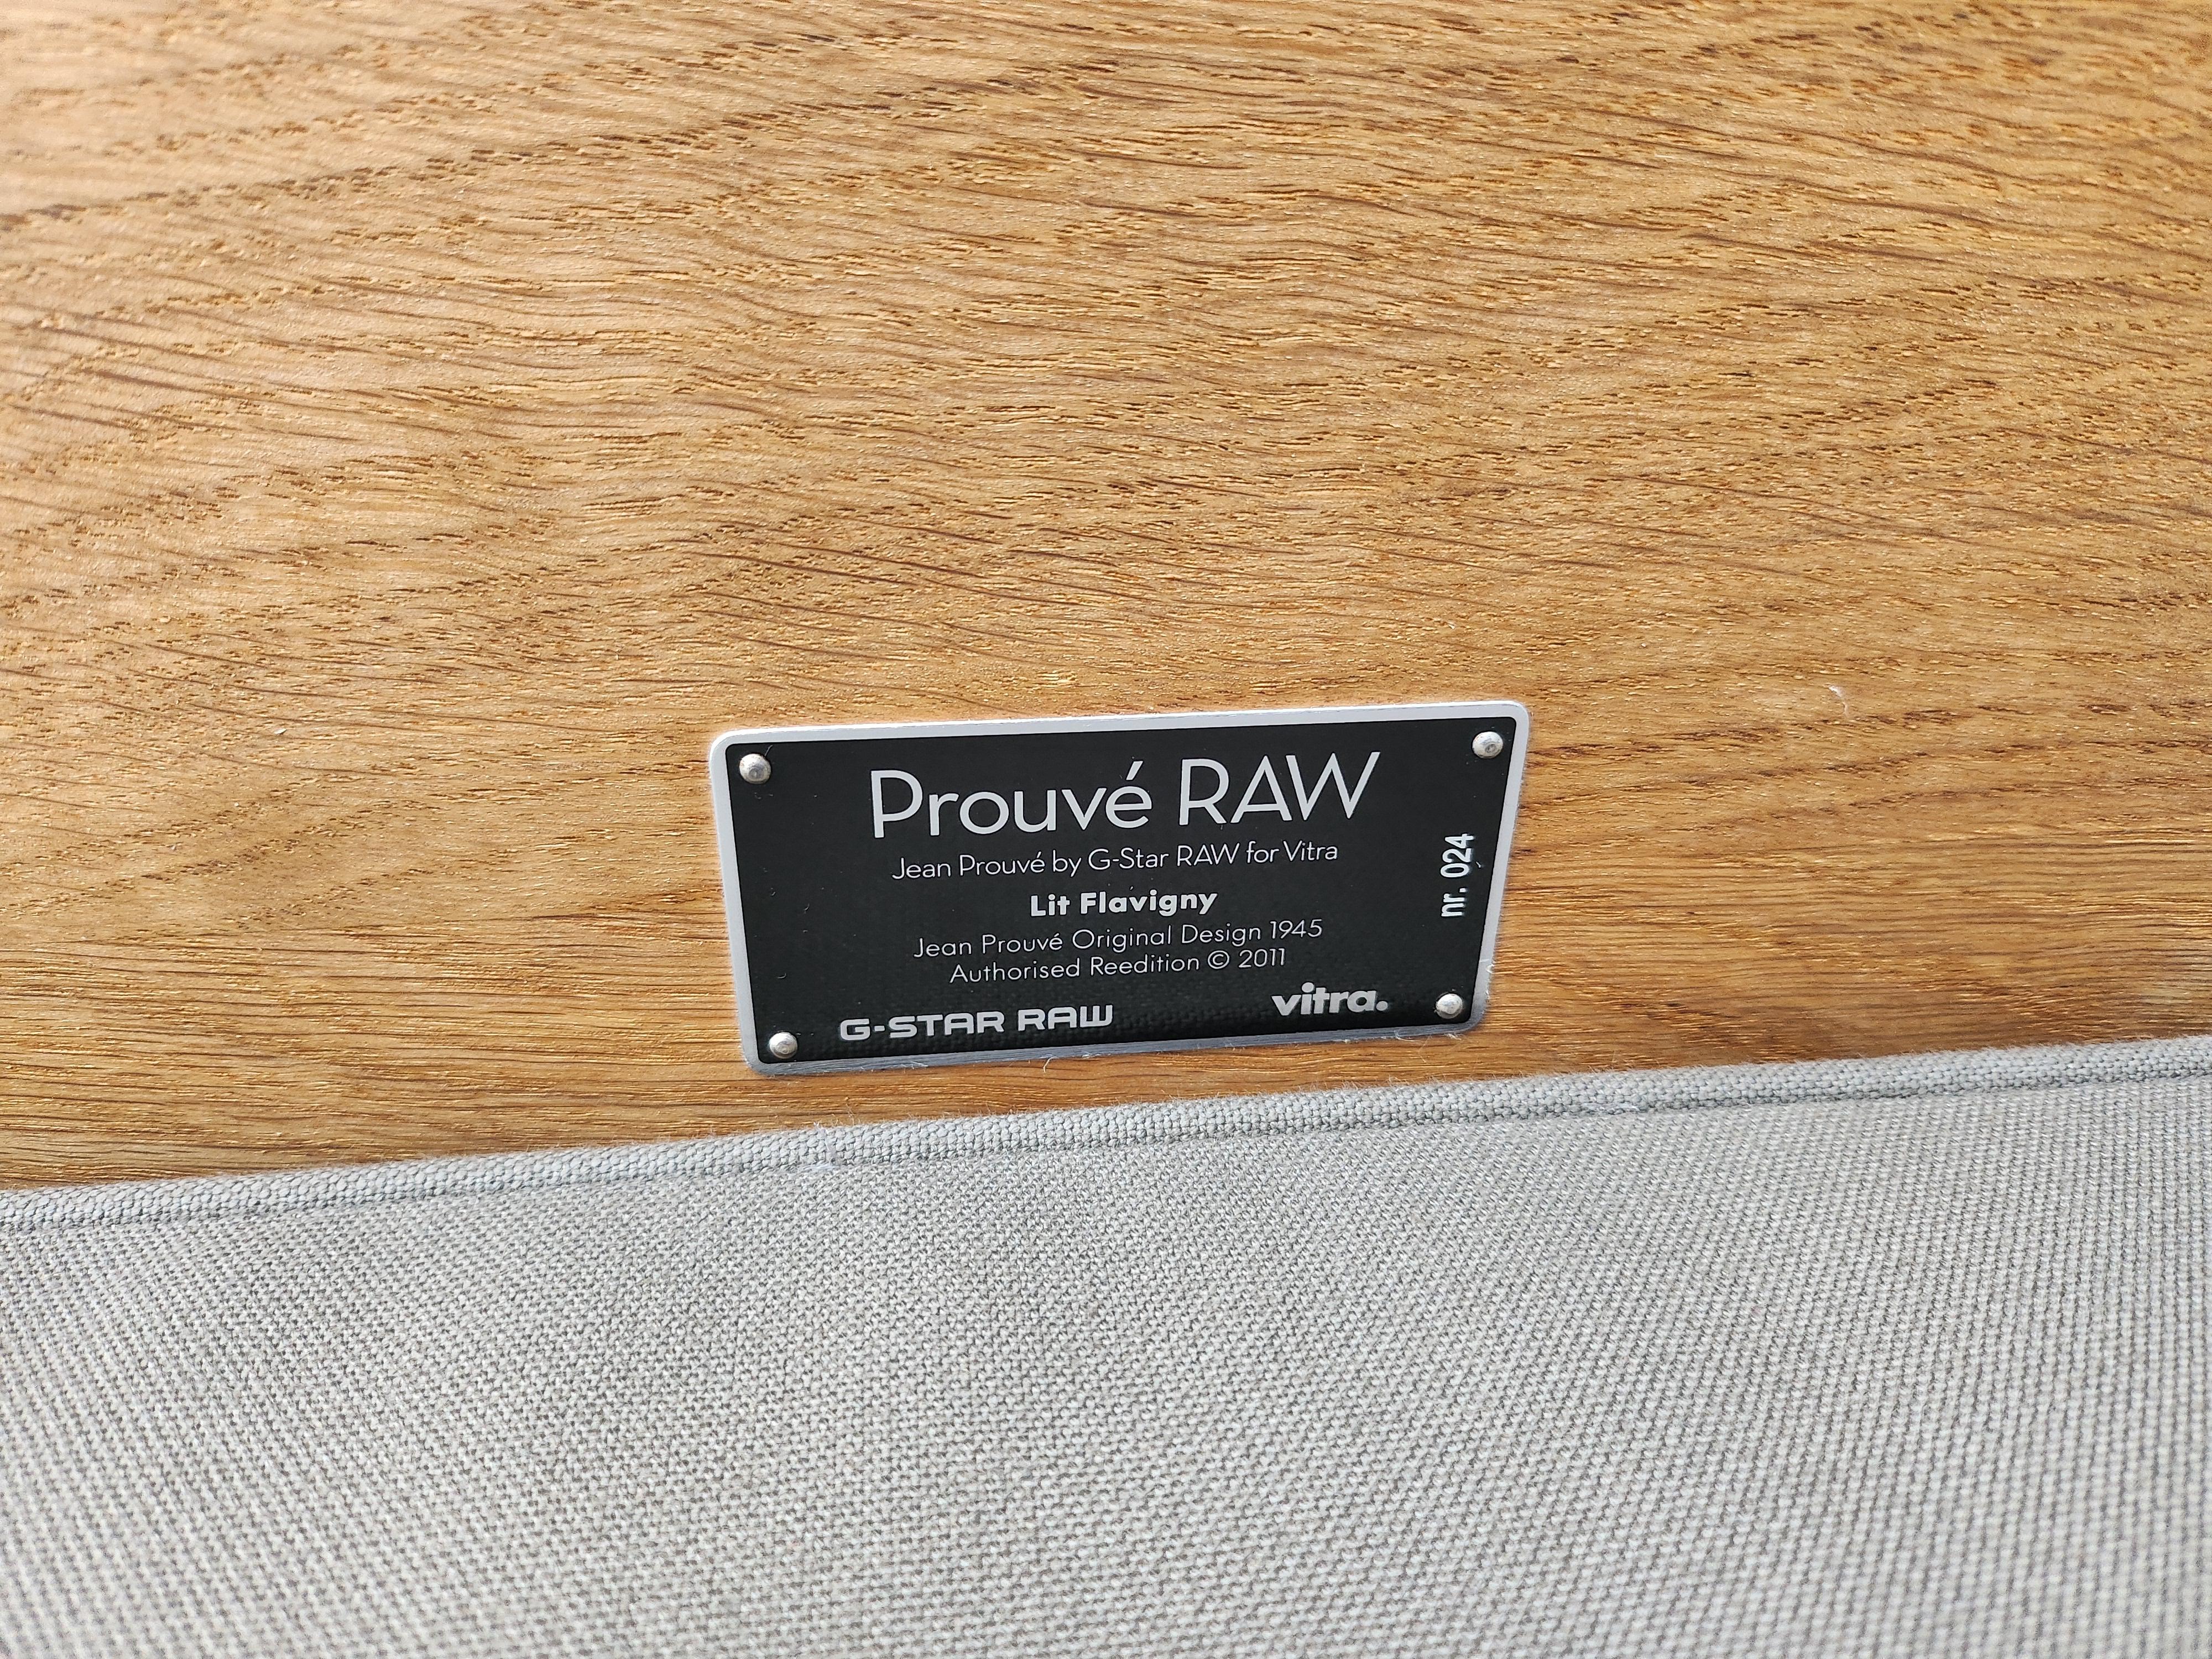 Prouvé RAW
Jean Prouvé by G-Star RAW for Vitra
Lit Flavigny
Jean Prouvé Original Design 1945
Authorised Reedition © 2011
G-STAR RAW
vitra.
nr. 024